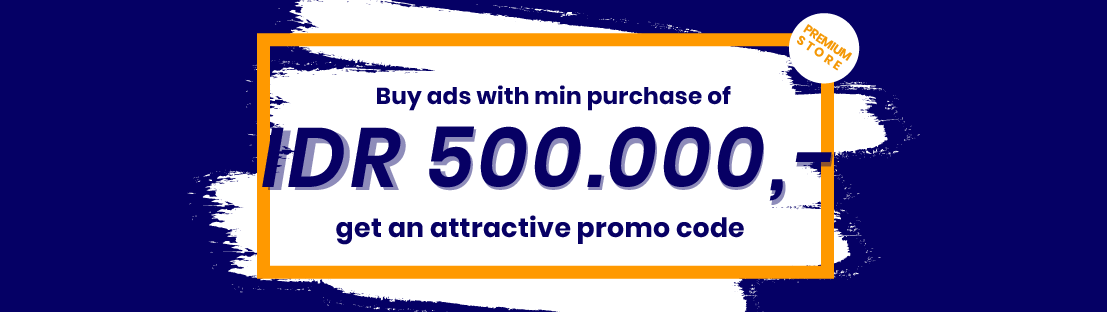 PREMIUM
STORE
Buy ads with min purchase of
IDR 500.000,-
get an attractive promo code